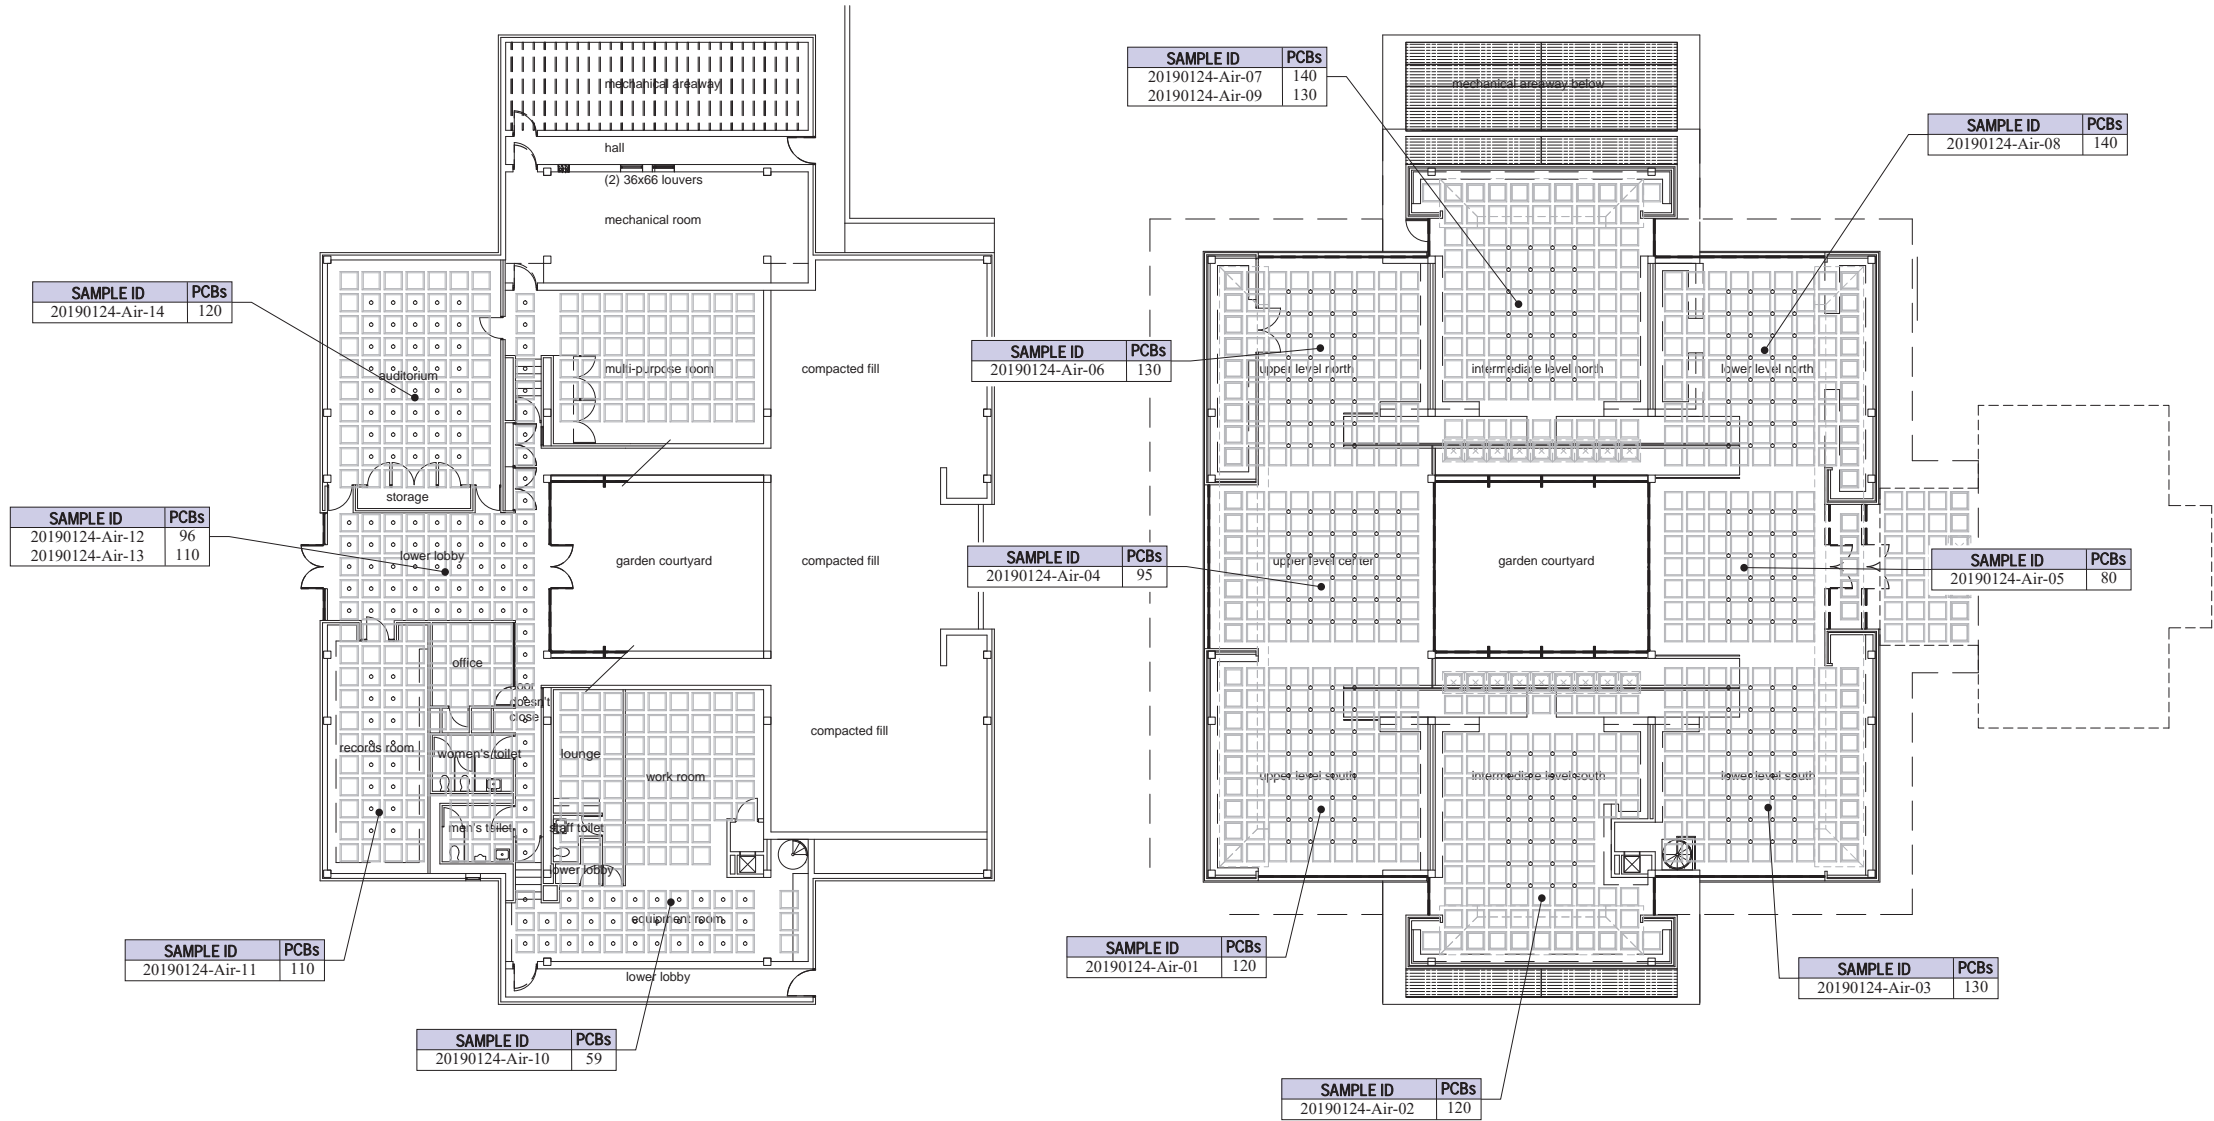 mechanical areaway
hall
(2) 36x66 louvers
mechanical room
SAMPLE ID PCBs
20190124-Air-14 120
auditorium
multi-purpose room
compacted fill
storage
SAMPLE ID PCBs
20190124-Air-12 96
20190124-Air-13 110
lower lobby
garden courtyard
compacted fill
office
door
doesn't
close
records room
women's toilet
lounge
work room
compacted fill
men's toilet
staff toilet
lower lobby
equipment room
lower lobby
SAMPLE ID PCBs
20190124-Air-11 110
SAMPLE ID PCBs
20190124-Air-10 59
SAMPLE ID PCBs
20190124-Air-07 140
20190124-Air-09 130
mechanical areaway below
SAMPLE ID PCBs
20190124-Air-08 140
SAMPLE ID PCBs
20190124-Air-06 130
upper level north
intermediate level north
lower level north
SAMPLE ID PCBs
20190124-Air-04 95
upper level center
garden courtyard
SAMPLE ID PCBs
20190124-Air-05 80
upper level south
intermediate level south
lower level south
SAMPLE ID PCBs
20190124-Air-01 120
SAMPLE ID PCBs
20190124-Air-03 130
SAMPLE ID PCBs
20190124-Air-02 120